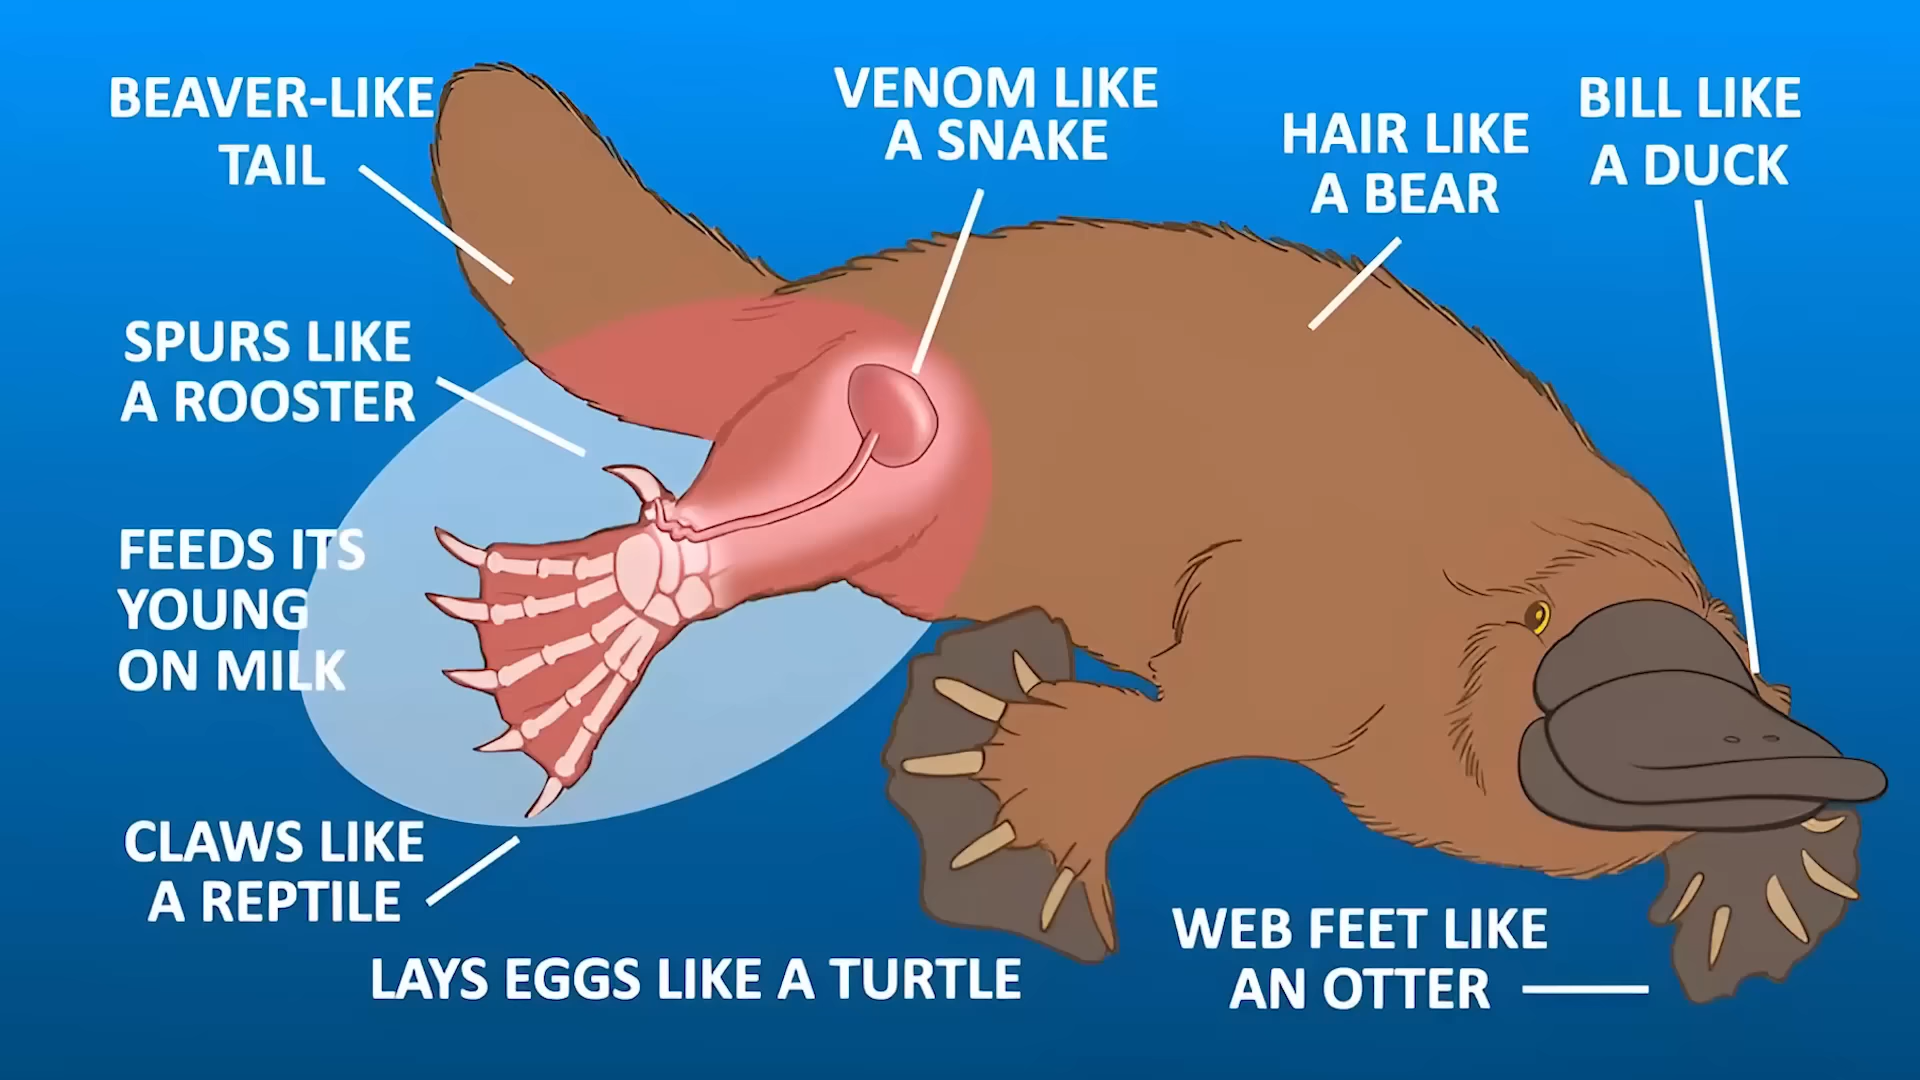 BEAVER-LIKE
TAIL
VENOM LIKE
A SNAKE
HAIR LIKE
A BEAR
BILL LIKE
A DUCK
SPURS LIKE
A ROOSTER
FEEDS ITS
YOUNG
ON MILK
CLAWS LIKE
A REPTILE
LAYS EGGS LIKE A TURTLE
WEB FEET LIKE
AN OTTER